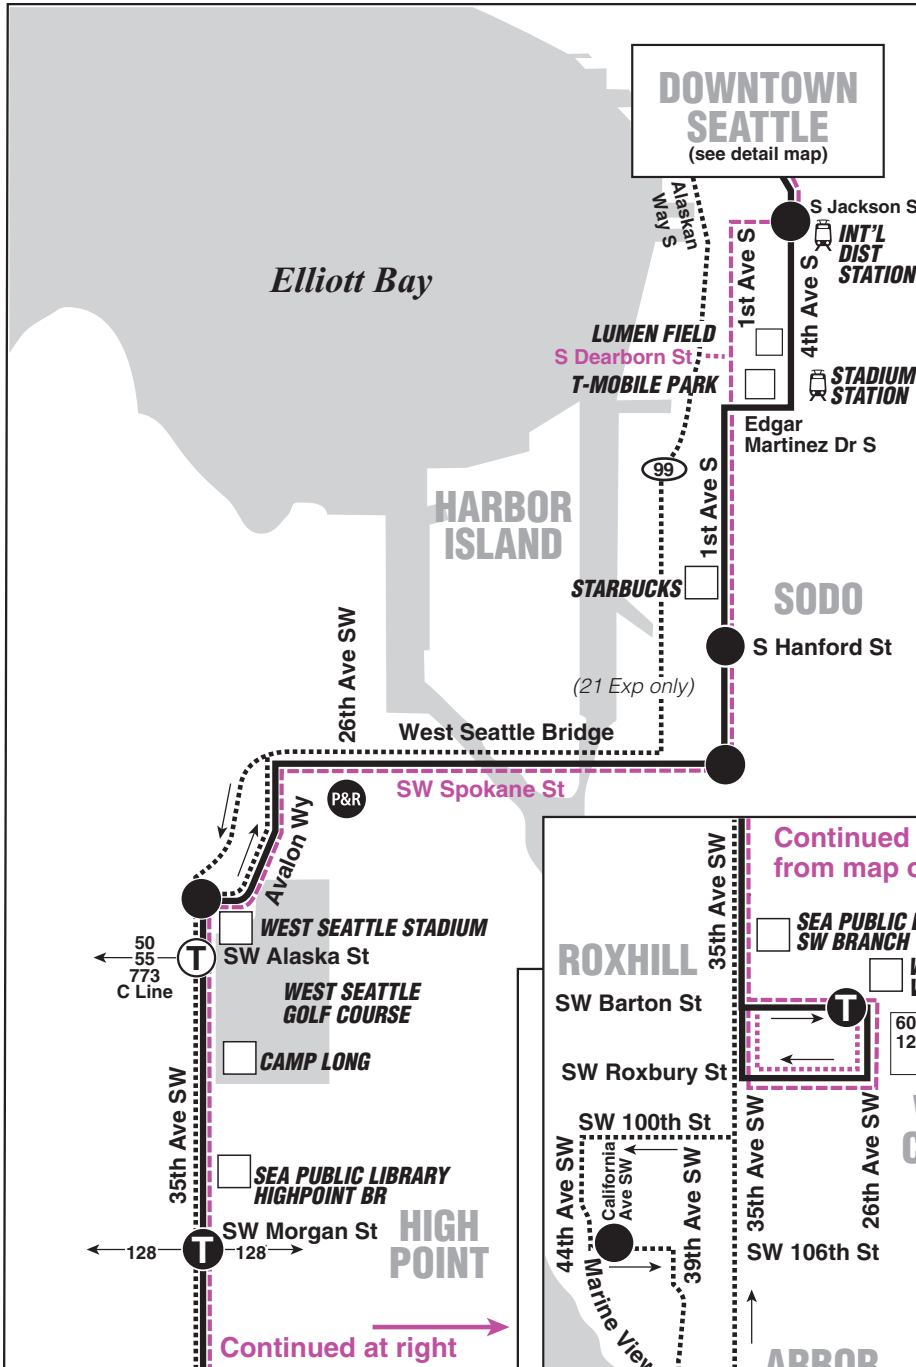 DOWNTOWN
SEATTLE
(see detail map)
Alaskan
Way S
S Jackson S
INT'L
DIST
STATION
1st Ave S
4th Ave S
Elliott Bay
LUMEN FIELD
S Dearborn St
T-MOBILE PARK
STADIUM
STATION
Edgar
Martinez Dr S
99
1st Ave S
HARBOR
ISLAND
STARBUCKS
SODO
26th Ave SW
S Hanford St
(21 Exp only)
West Seattle Bridge
SW Spokane St
P&R
Avalon Wy
WEST SEATTLE STADIUM
50
55
773
C Line
T
SW Alaska St
WEST SEATTLE
GOLF COURSE
CAMP LONG
35th Ave SW
SEA PUBLIC LIBRARY
HIGHPOINT BR
SW Morgan St
128
T
128
HIGH
POINT
Continued at right
Continued
from map
35th Ave SW
SEA PUBLIC
SW BRANCH
ROXHILL
SW Barton St
T
60
12
SW Roxbury St
SW 100th St
44th Ave SW
California
Ave SW
39th Ave SW
35th Ave SW
26th Ave SW
SW 106th St
Marine View
ARBOR